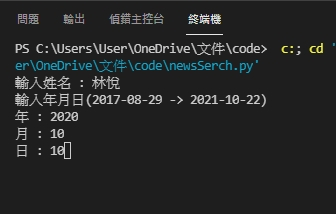 問題 輸出 偵錯主控台 終端機
PS C:\Users\User\OneDrive\文件\code> c:; cd '
er\OneDrive\文件\code\newsSerch.py'
輸入姓名 : 林悅
輸入年月日(2017-08-29 -> 2021-10-22)
年 : 2020
月 : 10
日 : 10